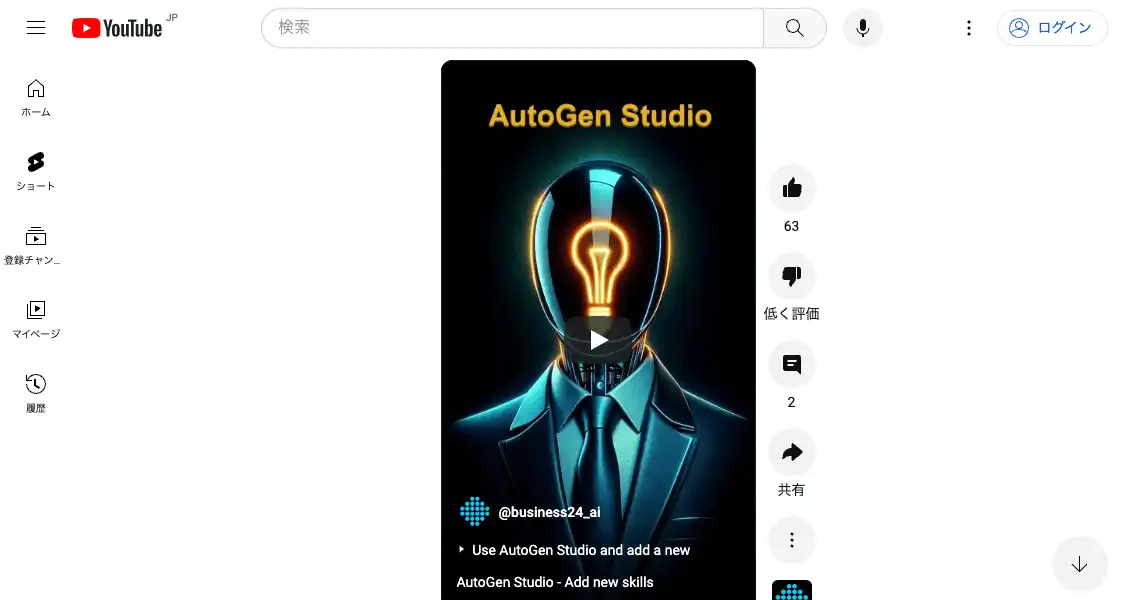 YouTube JP
検索
ログイン
ホーム
ショート
登録チャン...
マイページ
履歴
AutoGen Studio
63
低く評価
2
共有
@business24_ai
Use AutoGen Studio and add a new
AutoGen Studio - Add new skills